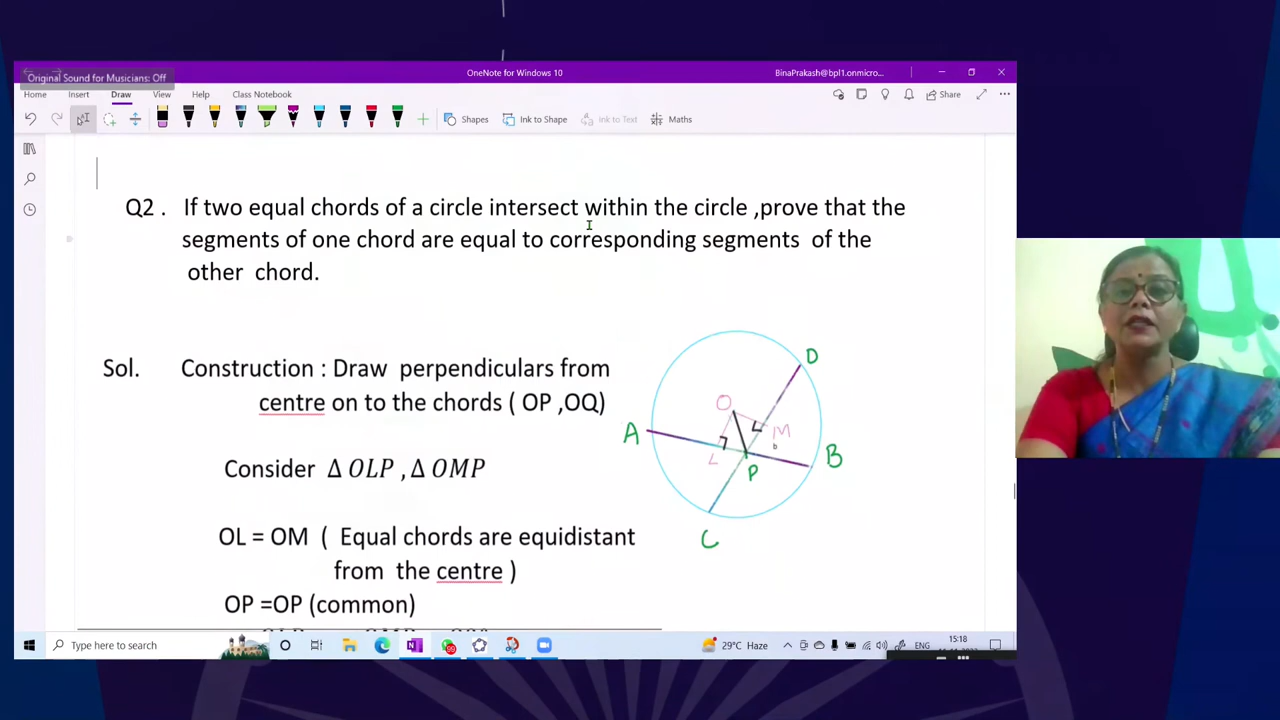 Original Sound for Musicians: Off
OneNote for Windows 10
BinaPrakash@bpl1.onmicro...
Home Insert Draw View Help Class Notebook
Share
Shapes Ink to Shape Ink to Text Maths
Q2 . If two equal chords of a circle intersect within the circle ,prove that the
segments of one chord are equal to corresponding segments of the
other chord.
Sol. Construction : Draw perpendiculars from
centre on to the chords ( OP ,OQ)
Consider Δ OLP , Δ OMP
OL = OM ( Equal chords are equidistant
from the centre )
OP =OP (common)
D
O
M
A
L
P
B
C
Type here to search
99
29°C Haze
ENG
15:18